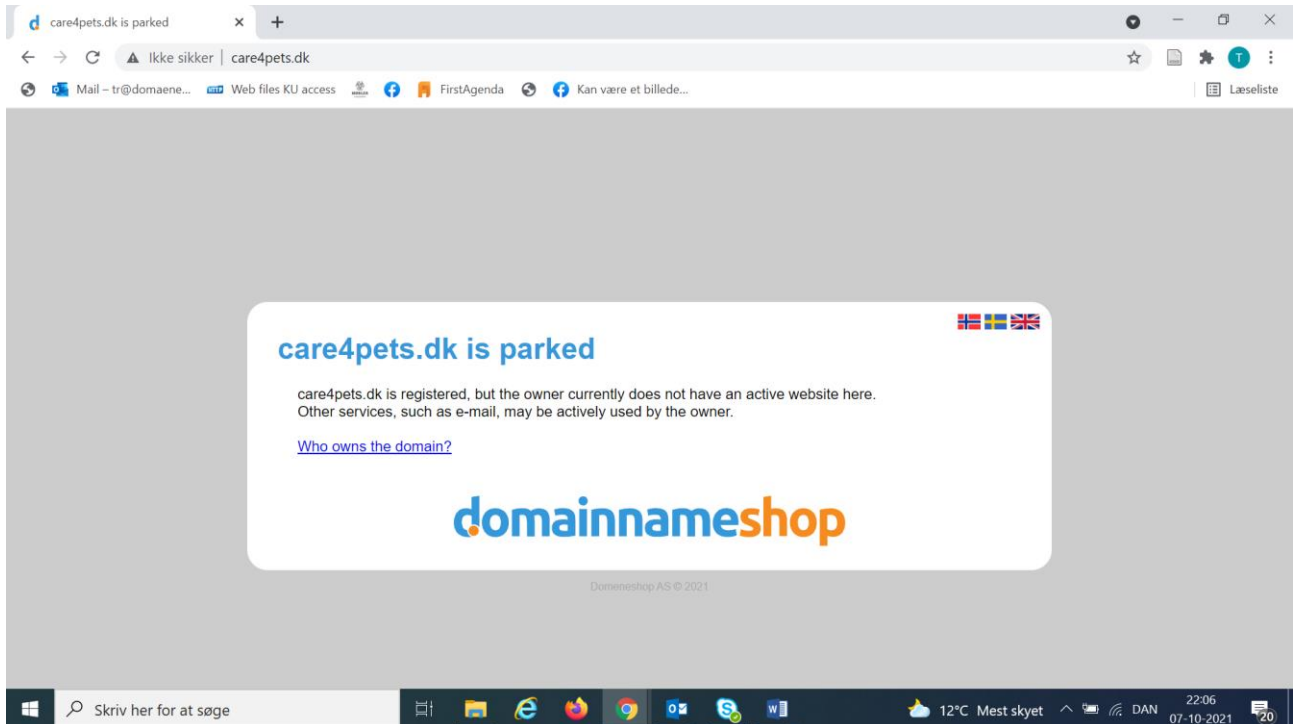 care4pets.dk is parked
Ikke sikker | care4pets.dk
Mail – tr@domaene... Web files KU access FirstAgenda Kan være et billede... Læseliste
care4pets.dk is parked
care4pets.dk is registered, but the owner currently does not have an active website here.
Other services, such as e-mail, may be actively used by the owner.
Who owns the domain?
domainnameshop
Domeneshop AS © 2021
Skriv her for at søge
12°C Mest skyet DAN
22:06
07-10-2021
20